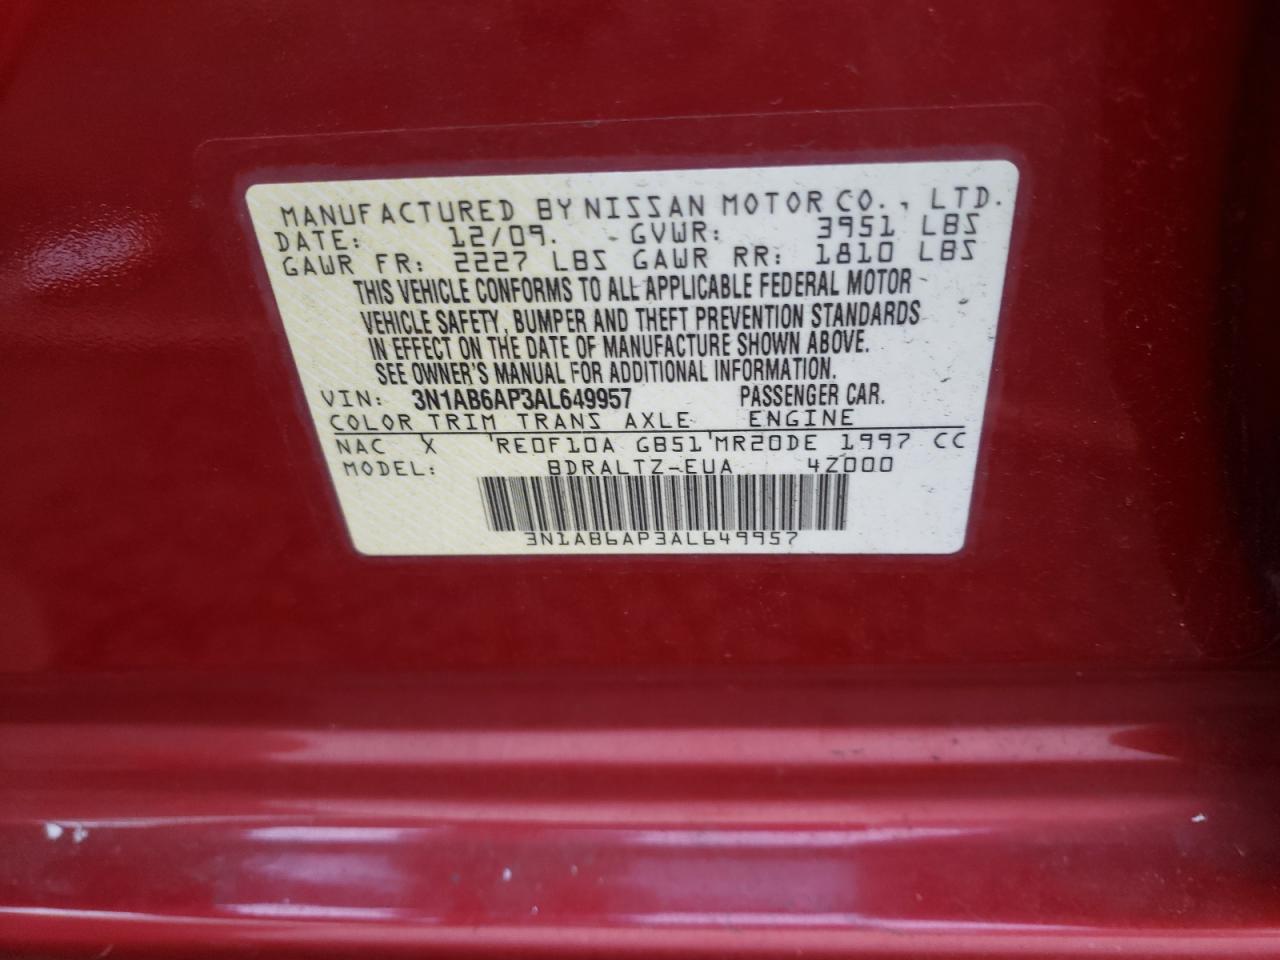 MANUFACTURED BY NISSAN MOTOR CO., LTD.
DATE: 12/09. GVWR: 3951 LBS
GAWR FR: 2227 LBS GAWR RR: 1810 LBS
THIS VEHICLE CONFORMS TO ALL APPLICABLE FEDERAL MOTOR
VEHICLE SAFETY, BUMPER AND THEFT PREVENTION STANDARDS
IN EFFECT ON THE DATE OF MANUFACTURE SHOWN ABOVE.
SEE OWNER'S MANUAL FOR ADDITIONAL INFORMATION.
VIN: 3N1AB6AP3AL649957 PASSENGER CAR.
COLOR TRIM TRANS AXLE ENGINE
NAC X RE0F10A GB51 MR20DE 1997 CC
MODEL: BDRALTZ-EUA 4Z000
3N1AB6AP3AL649957